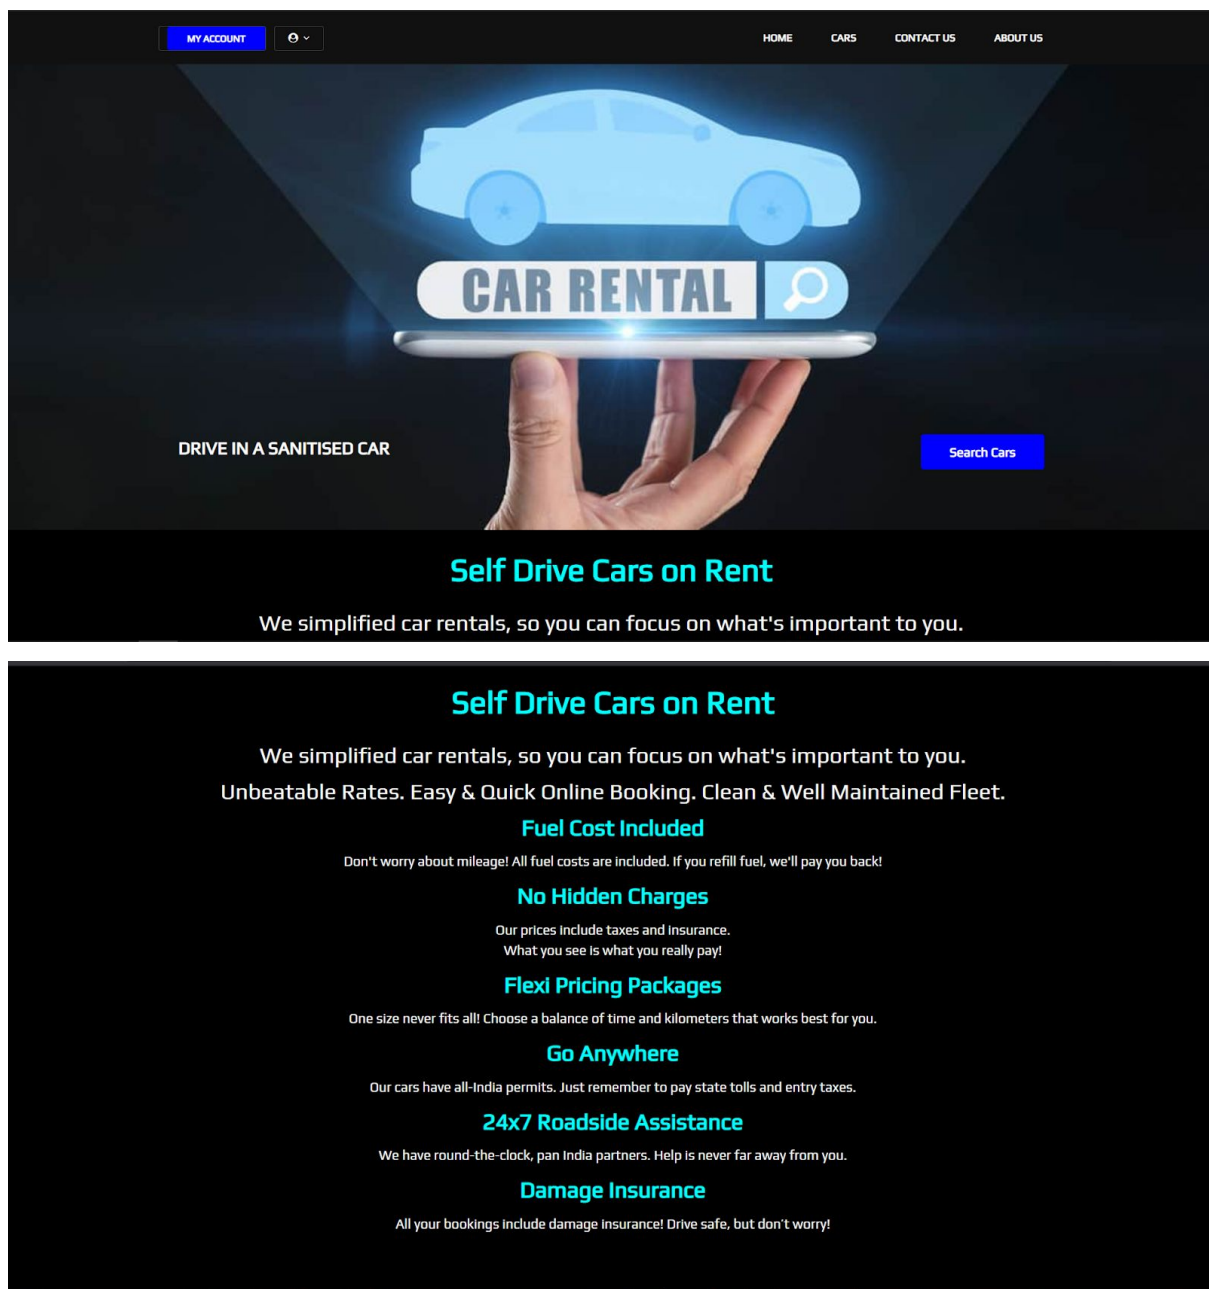 MY ACCOUNT
HOME CARS CONTACT US ABOUT US
CAR RENTAL
DRIVE IN A SANITISED CAR
Search Cars
Self Drive Cars on Rent
We simplified car rentals, so you can focus on what's important to you.
Self Drive Cars on Rent
We simplified car rentals, so you can focus on what's important to you.
Unbeatable Rates. Easy & Quick Online Booking. Clean & Well Maintained Fleet.
Fuel Cost Included
Don't worry about mileage! All fuel costs are included. If you refill fuel, we'll pay you back!
No Hidden Charges
Our prices include taxes and insurance.
What you see is what you really pay!
Flexi Pricing Packages
One size never fits all! Choose a balance of time and kilometers that works best for you.
Go Anywhere
Our cars have all-India permits. Just remember to pay state tolls and entry taxes.
24x7 Roadside Assistance
We have round-the-clock, pan India partners. Help is never far away from you.
Damage Insurance
All your bookings include damage insurance! Drive safe, but don’t worry!